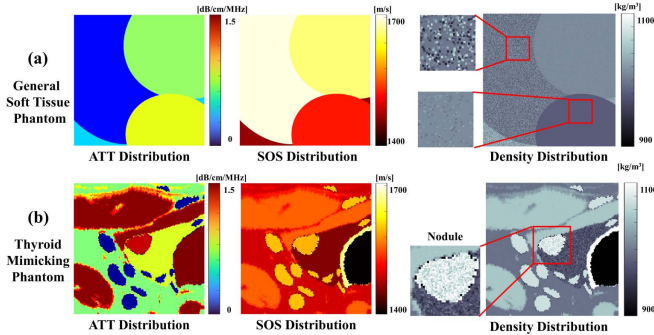 [dB/cm/MHz]
[m/s]
[kg/m³]
(a)
General
Soft Tissue
Phantom
1.5
0
1700
1400
1100
900
ATT Distribution
SOS Distribution
Density Distribution
[dB/cm/MHz]
[m/s]
[kg/m³]
(b)
Thyroid
Mimicking
Phantom
1.5
0
1700
1400
Nodule
1100
900
ATT Distribution
SOS Distribution
Density Distribution